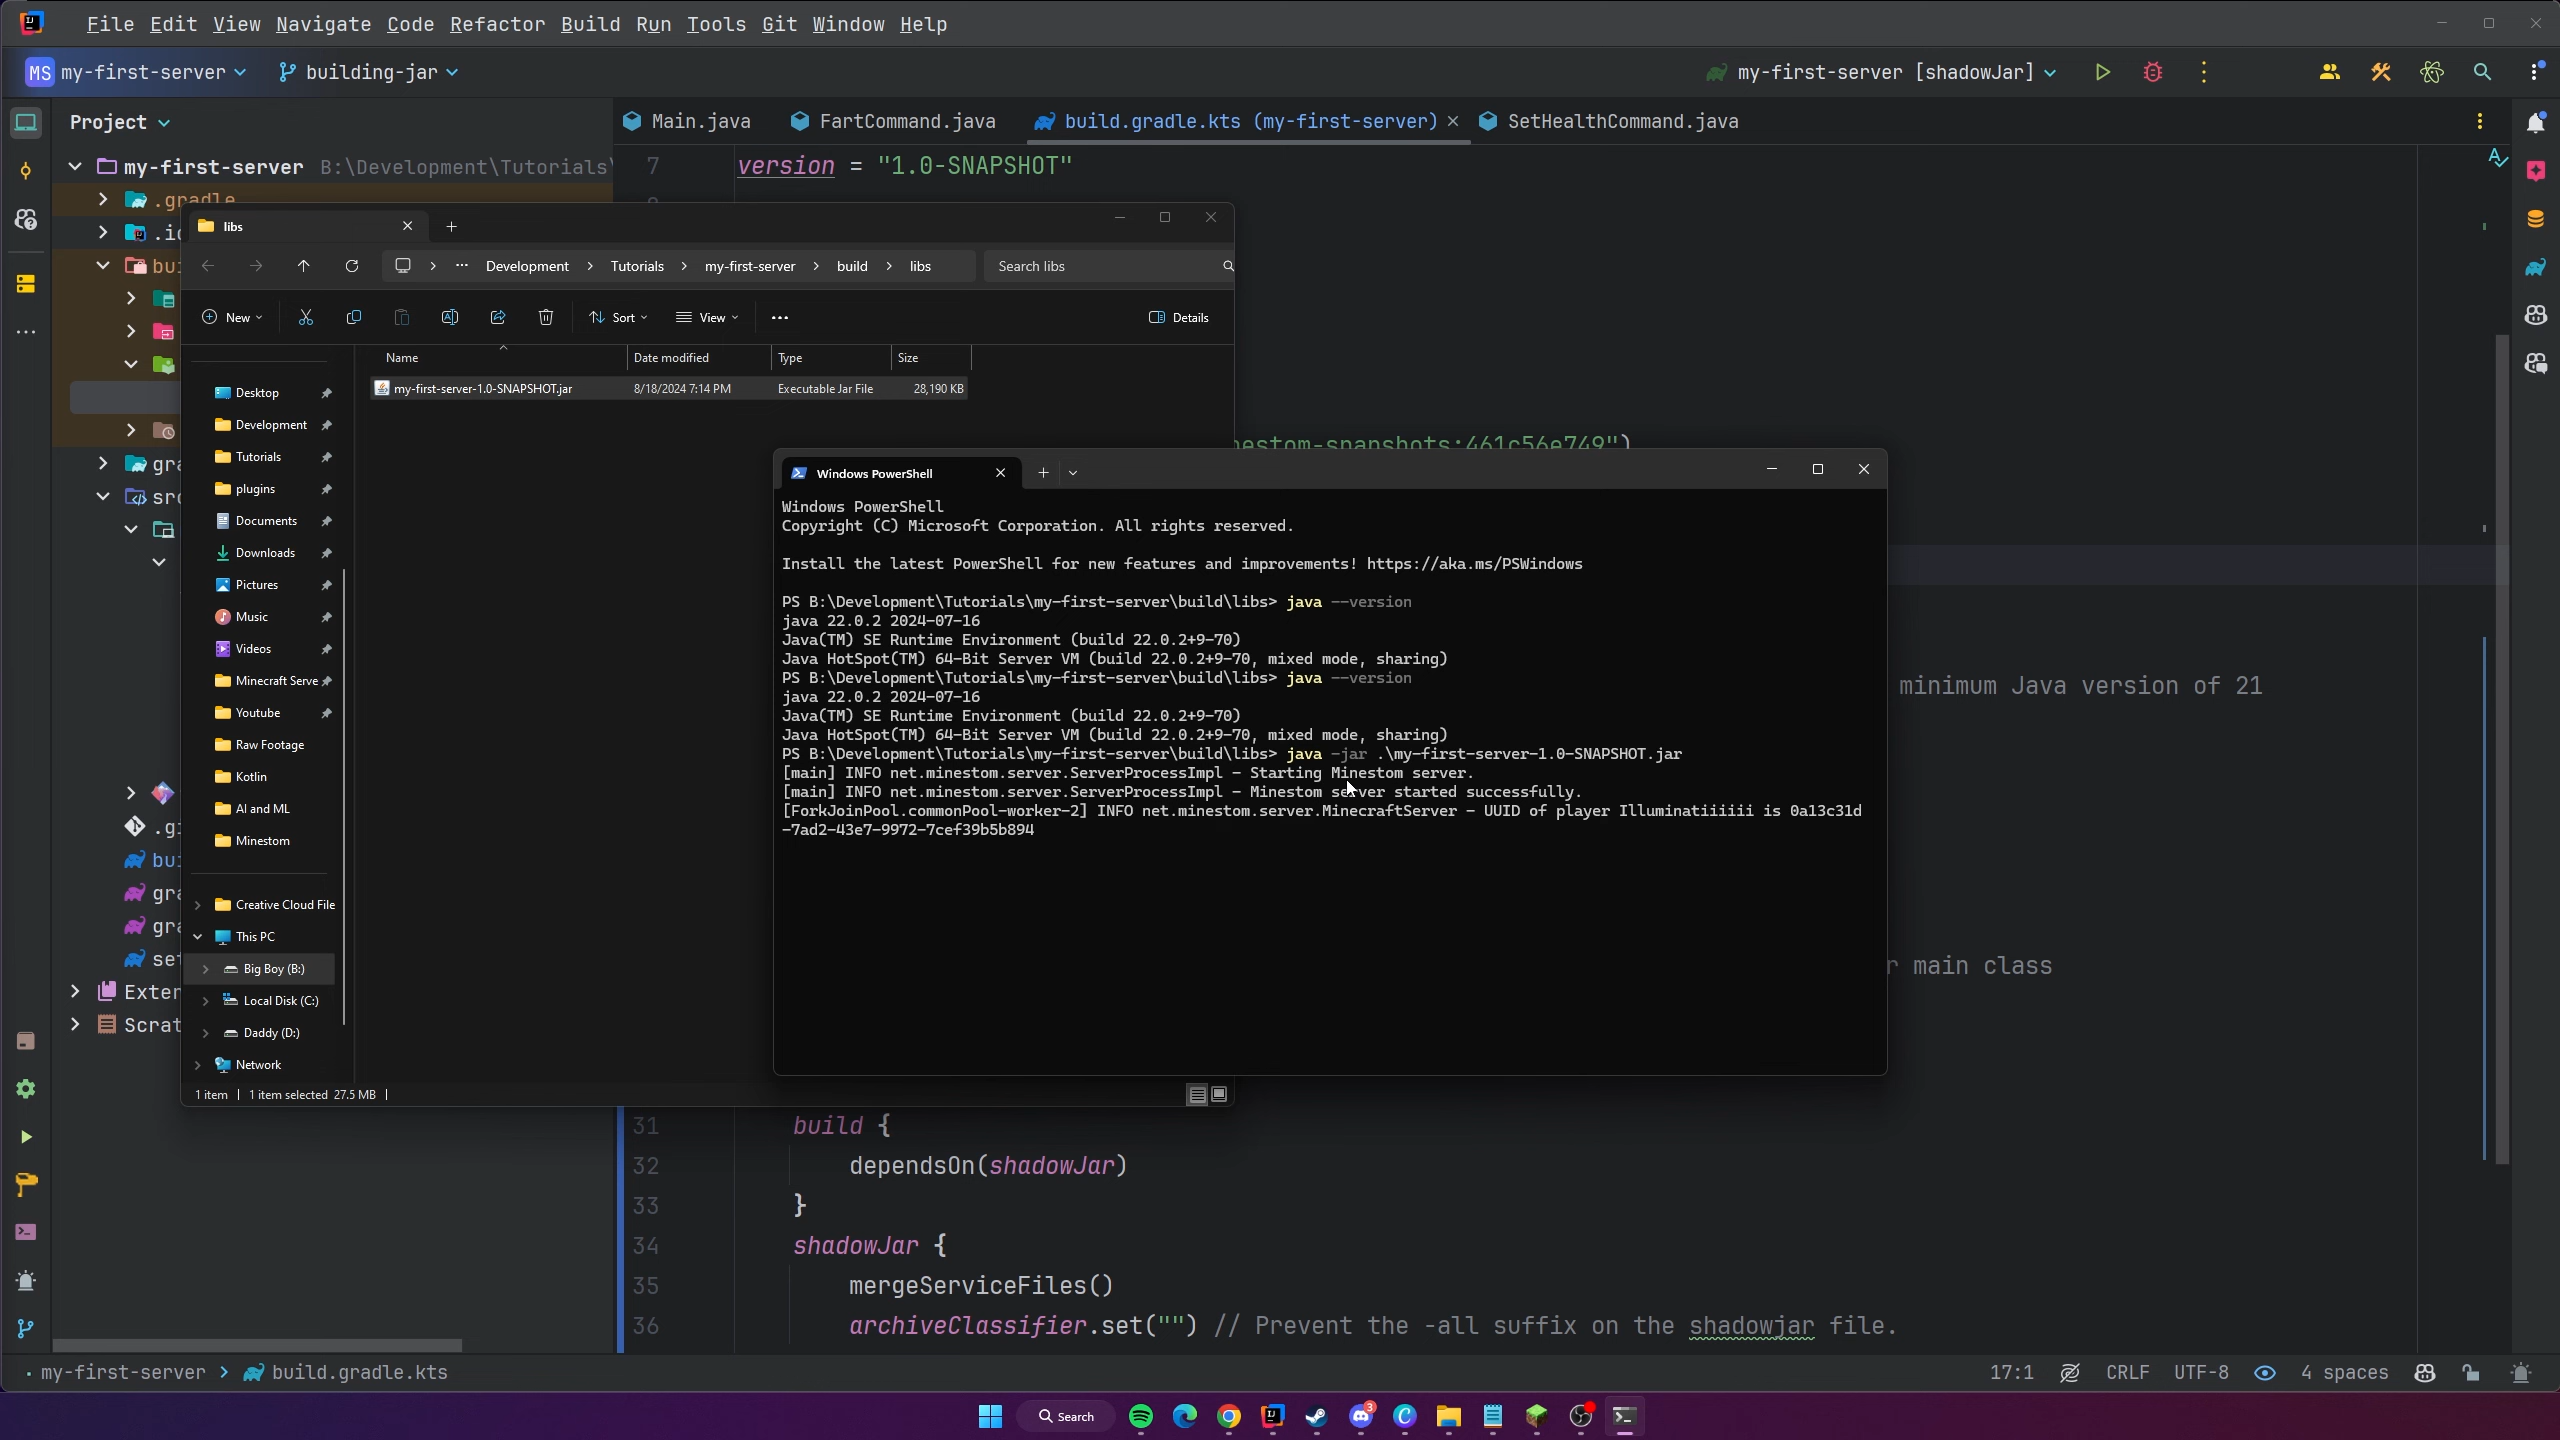 File Edit View Navigate Code Refactor Build Run Tools Git Window Help
MS my-first-server building-jar my-first-server [shadowJar]
Project
Main.java FartCommand.java build.gradle.kts (my-first-server) SetHealthCommand.java
my-first-server B:\Development\Tutorials\
7 version = "1.0-SNAPSHOT"
.gradle
libs
Development Tutorials my-first-server build libs Search libs
New Sort View Details
Name Date modified Type Size
my-first-server-1.0-SNAPSHOT.jar 8/18/2024 7:14 PM Executable Jar File 28,190 KB
Desktop
Development
Tutorials
plugins
Documents
Downloads
Pictures
Music
Videos
Minecraft Serve
Youtube
Raw Footage
Kotlin
AI and ML
Minestom
Creative Cloud File
This PC
Big Boy (B:)
Local Disk (C:)
Daddy (D:)
Network
1 item 1 item selected 27.5 MB
nestom-snapshots:461c56e749")
Windows PowerShell
Windows PowerShell
Copyright (C) Microsoft Corporation. All rights reserved.
Install the latest PowerShell for new features and improvements! https://aka.ms/PSWindows
PS B:\Development\Tutorials\my-first-server\build\libs> java --version
java 22.0.2 2024-07-16
Java(TM) SE Runtime Environment (build 22.0.2+9-70)
Java HotSpot(TM) 64-Bit Server VM (build 22.0.2+9-70, mixed mode, sharing)
PS B:\Development\Tutorials\my-first-server\build\libs> java --version
java 22.0.2 2024-07-16
Java(TM) SE Runtime Environment (build 22.0.2+9-70)
Java HotSpot(TM) 64-Bit Server VM (build 22.0.2+9-70, mixed mode, sharing)
PS B:\Development\Tutorials\my-first-server\build\libs> java -jar .\my-first-server-1.0-SNAPSHOT.jar
[main] INFO net.minestom.server.ServerProcessImpl - Starting Minestom server.
[main] INFO net.minestom.server.ServerProcessImpl - Minestom server started successfully.
[ForkJoinPool.commonPool-worker-2] INFO net.minestom.server.MinecraftServer - UUID of player Illuminatiiiiii is 0a13c31d
-7ad2-43e7-9972-7cef39b5b894
minimum Java version of 21
r main class
Exter
Scrat
31 build {
32 dependsOn(shadowJar)
33 }
34 shadowJar {
35 mergeServiceFiles()
36 archiveClassifier.set("") // Prevent the -all suffix on the shadowjar file.
my-first-server build.gradle.kts 17:1 CRLF UTF-8 4 spaces
Search 3